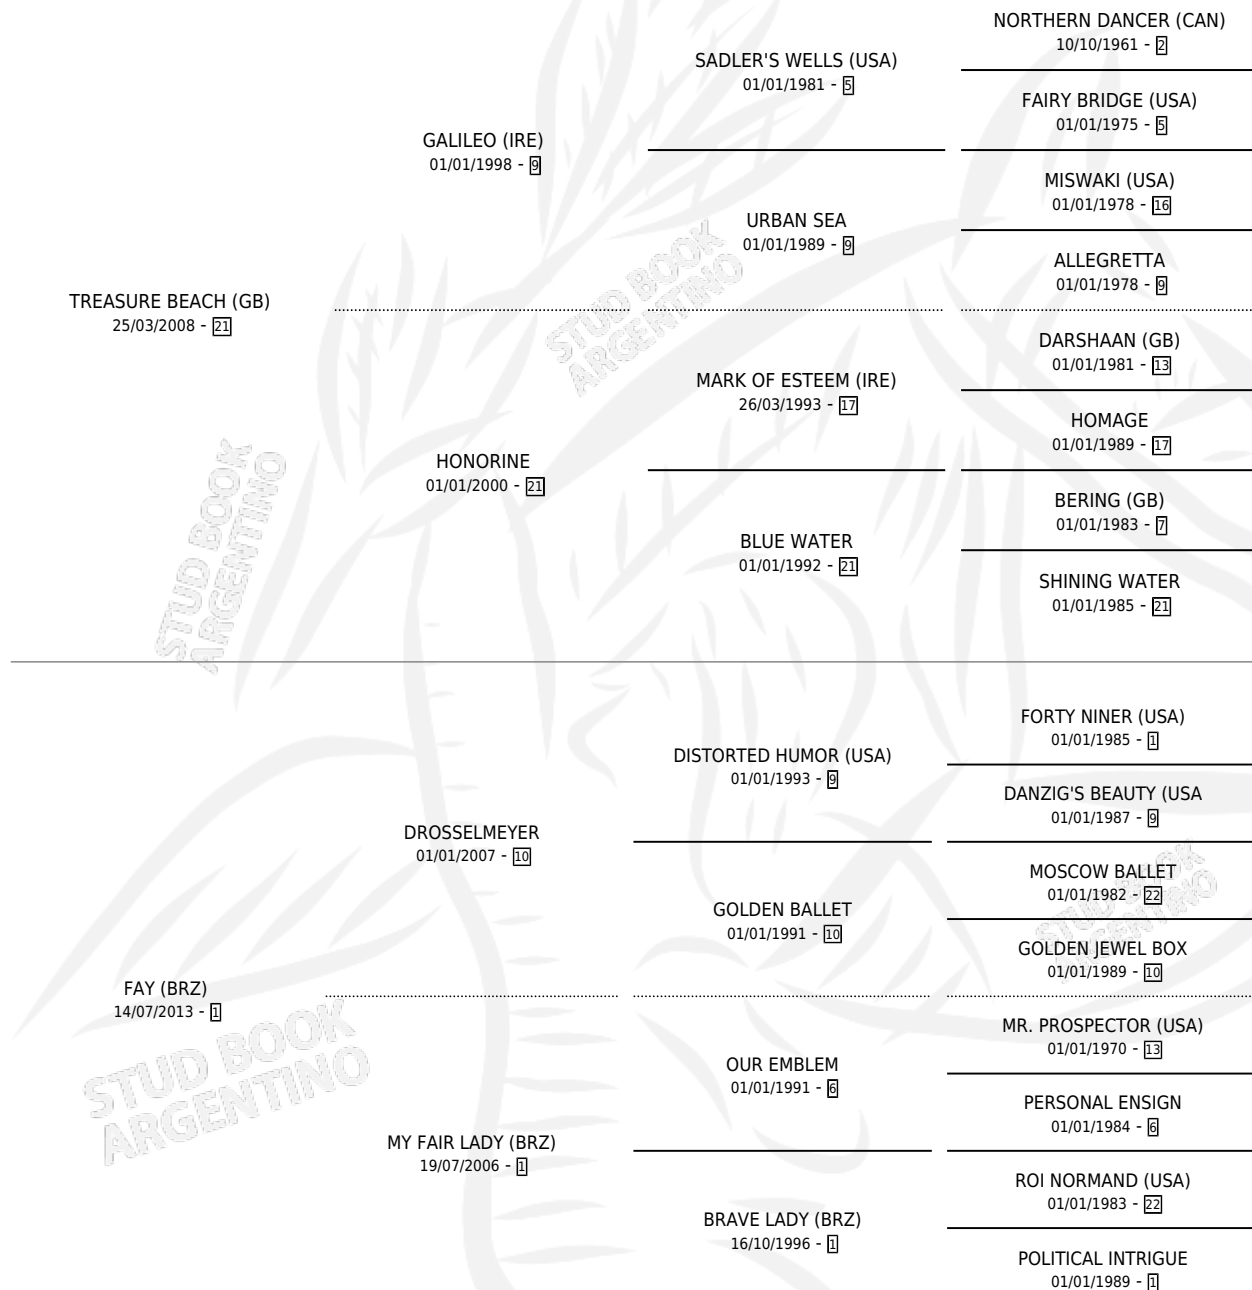 NORTHERN DANCER (CAN)
10/10/1961 - 2
SADLER'S WELLS (USA)
01/01/1981 - 5
FAIRY BRIDGE (USA)
01/01/1975 - 5
GALILEO (IRE)
01/01/1998 - 9
MISWAKI (USA)
01/01/1978 - 16
URBAN SEA
01/01/1989 - 9
ALLEGRETTA
01/01/1978 - 9
TREASURE BEACH (GB)
25/03/2008 - 21
DARSHAAN (GB)
01/01/1981 - 13
MARK OF ESTEEM (IRE)
26/03/1993 - 17
HOMAGE
01/01/1989 - 17
HONORINE
01/01/2000 - 21
BERING (GB)
01/01/1983 - 7
BLUE WATER
01/01/1992 - 21
SHINING WATER
01/01/1985 - 21
FORTY NINER (USA)
01/01/1985 - 1
DISTORTED HUMOR (USA)
01/01/1993 - 9
DANZIG'S BEAUTY (USA
01/01/1987 - 9
DROSSELMEYER
01/01/2007 - 10
MOSCOW BALLET
01/01/1982 - 22
GOLDEN BALLET
01/01/1991 - 10
GOLDEN JEWEL BOX
01/01/1989 - 10
FAY (BRZ)
14/07/2013 - 1
MR. PROSPECTOR (USA)
01/01/1970 - 13
OUR EMBLEM
01/01/1991 - 6
PERSONAL ENSIGN
01/01/1984 - 6
MY FAIR LADY (BRZ)
19/07/2006 - 1
ROI NORMAND (USA)
01/01/1983 - 22
BRAVE LADY (BRZ)
16/10/1996 - 1
POLITICAL INTRIGUE
01/01/1989 - 1
STUD BOOK
ARGENTINO
STUD BOOK
ARGENTINO
STUD BOOK
ARGENTINO
STUD BOOK
ARGENTINO